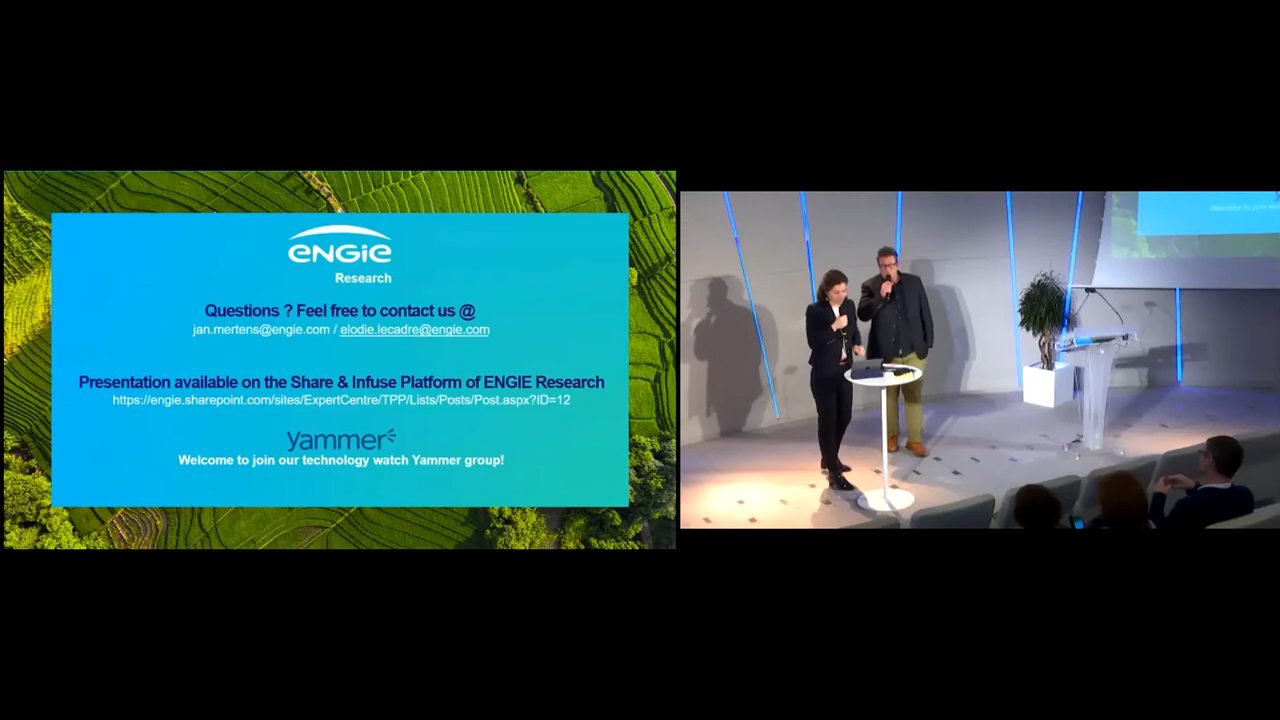 ENGIE
Research
Questions ? Feel free to contact us @
jan.mertens@engie.com / elodie.lecadre@engie.com
Presentation available on the Share & Infuse Platform of ENGIE Research
https://engie.sharepoint.com/sites/ExpertCentre/TPP/Lists/Posts/Post.aspx?ID=12
yammer
Welcome to join our technology watch Yammer group!